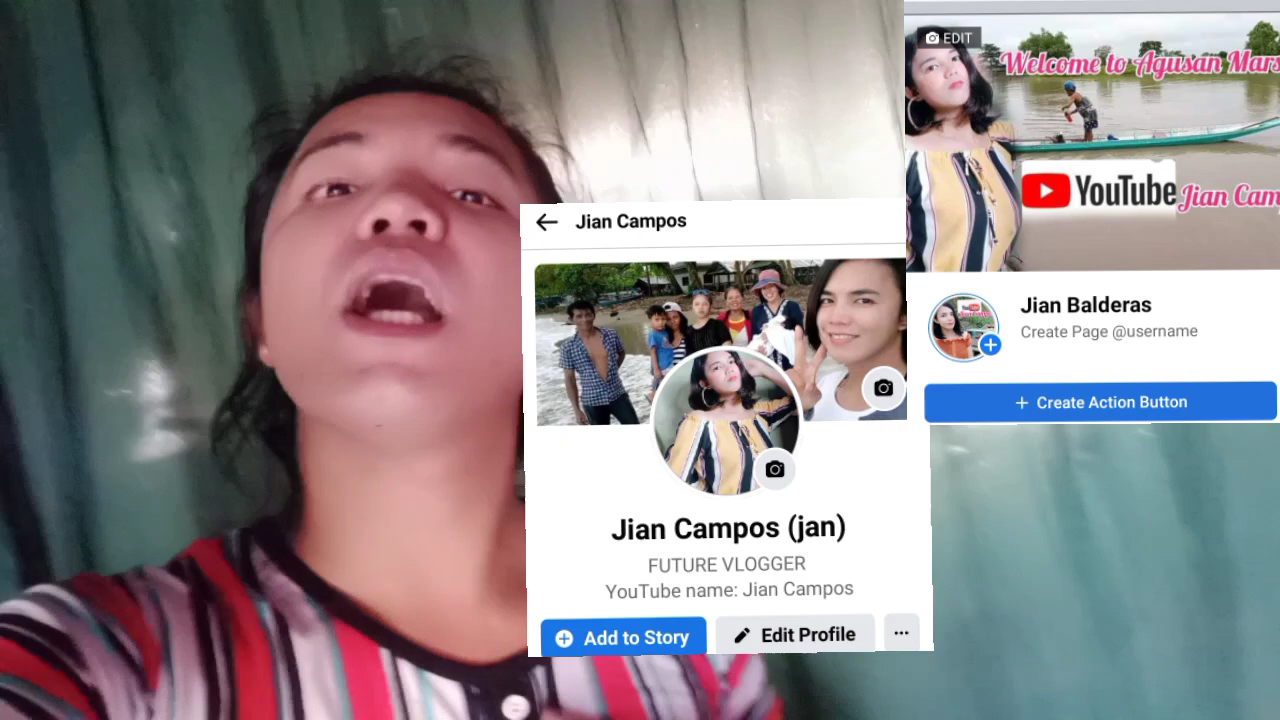 Jian Campos
Jian Campos (jan)
FUTURE VLOGGER
YouTube name: Jian Campos
Add to Story
Edit Profile
EDIT
Welcome to Agusan Mars
YouTube
Jian Cam
Jian Balderas
Create Page @username
+ Create Action Button